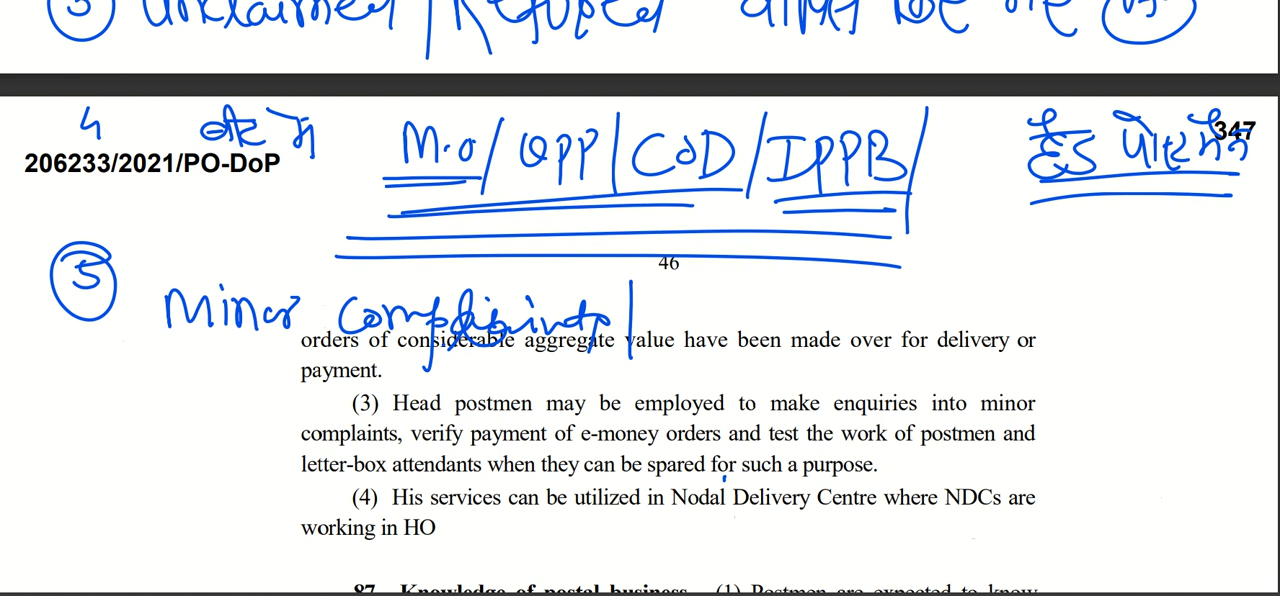 ③ unclaimed / Refused वापिस किए गए
4 बाद में M.O / QPP / COD / IPPB / हैड पोस्टमैन
347
206233/2021/PO-DoP
46
⑤ Minor Complaints |
orders of considerable aggregate value have been made over for delivery or
payment.
(3) Head postmen may be employed to make enquiries into minor
complaints, verify payment of e-money orders and test the work of postmen and
letter-box attendants when they can be spared for such a purpose.
(4) His services can be utilized in Nodal Delivery Centre where NDCs are
working in HO
87. Knowledge of postal business. (1) Postmen are expected to know